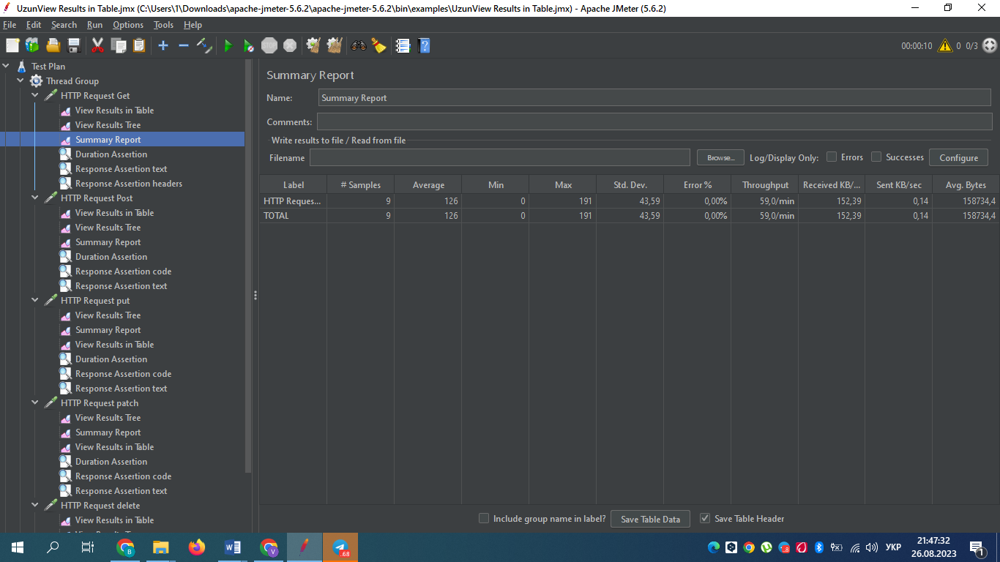 UzunView Results in Table.jmx (C:\Users\1\Downloads\apache-jmeter-5.6.2\apache-jmeter-5.6.2\bin\examples\UzunView Results in Table.jmx) - Apache JMeter (5.6.2)
File Edit Search Run Options Tools Help
STOP 00:00:10 0 0/3
Test Plan
Thread Group
HTTP Request Get
View Results in Table
View Results Tree
Summary Report
Duration Assertion
Response Assertion text
Response Assertion headers
HTTP Request Post
View Results in Table
View Results Tree
Summary Report
Duration Assertion
Response Assertion code
Response Assertion text
HTTP Request put
View Results Tree
Summary Report
View Results in Table
Duration Assertion
Response Assertion code
Response Assertion text
HTTP Request patch
View Results Tree
Summary Report
View Results in Table
Duration Assertion
Response Assertion code
Response Assertion text
HTTP Request delete
View Results in Table
Summary Report
Name: Summary Report
Comments:
Write results to file / Read from file
Filename Browse... Log/Display Only: Errors Successes Configure
Label # Samples Average Min Max Std. Dev. Error % Throughput Received KB/... Sent KB/sec Avg. Bytes
HTTP Reques... 9 126 0 191 43,59 0,00% 59,0/min 152,39 0,14 158734,4
TOTAL 9 126 0 191 43,59 0,00% 59,0/min 152,39 0,14 158734,4
Include group name in label? Save Table Data Save Table Header
УКР
21:47:32
26.08.2023